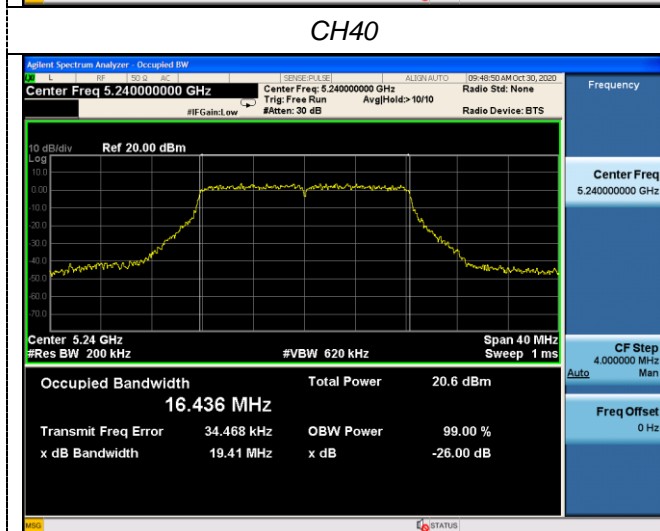 CH40
Agilent Spectrum Analyzer - Occupied BW
L RF 50 Ω AC SENSE:PULSE ALIGN AUTO 09:48:50 AM Oct 30, 2020
Center Freq 5.240000000 GHz
Center Freq: 5.240000000 GHz
Radio Std: None
Trig: Free Run Avg|Hold:> 10/10
#IFGain:Low #Atten: 30 dB Radio Device: BTS
10 dB/div Ref 20.00 dBm
Log
10.0
0.00
-10.0
-20.0
-30.0
-40.0
-50.0
-60.0
-70.0
Center 5.24 GHz Span 40 MHz
#Res BW 200 kHz #VBW 620 kHz Sweep 1 ms
Occupied Bandwidth Total Power 20.6 dBm
16.436 MHz
Transmit Freq Error 34.468 kHz OBW Power 99.00 %
x dB Bandwidth 19.41 MHz x dB -26.00 dB
Frequency
Center Freq
5.240000000 GHz
CF Step
4.000000 MHz
Auto Man
Freq Offset
0 Hz
MSG STATUS